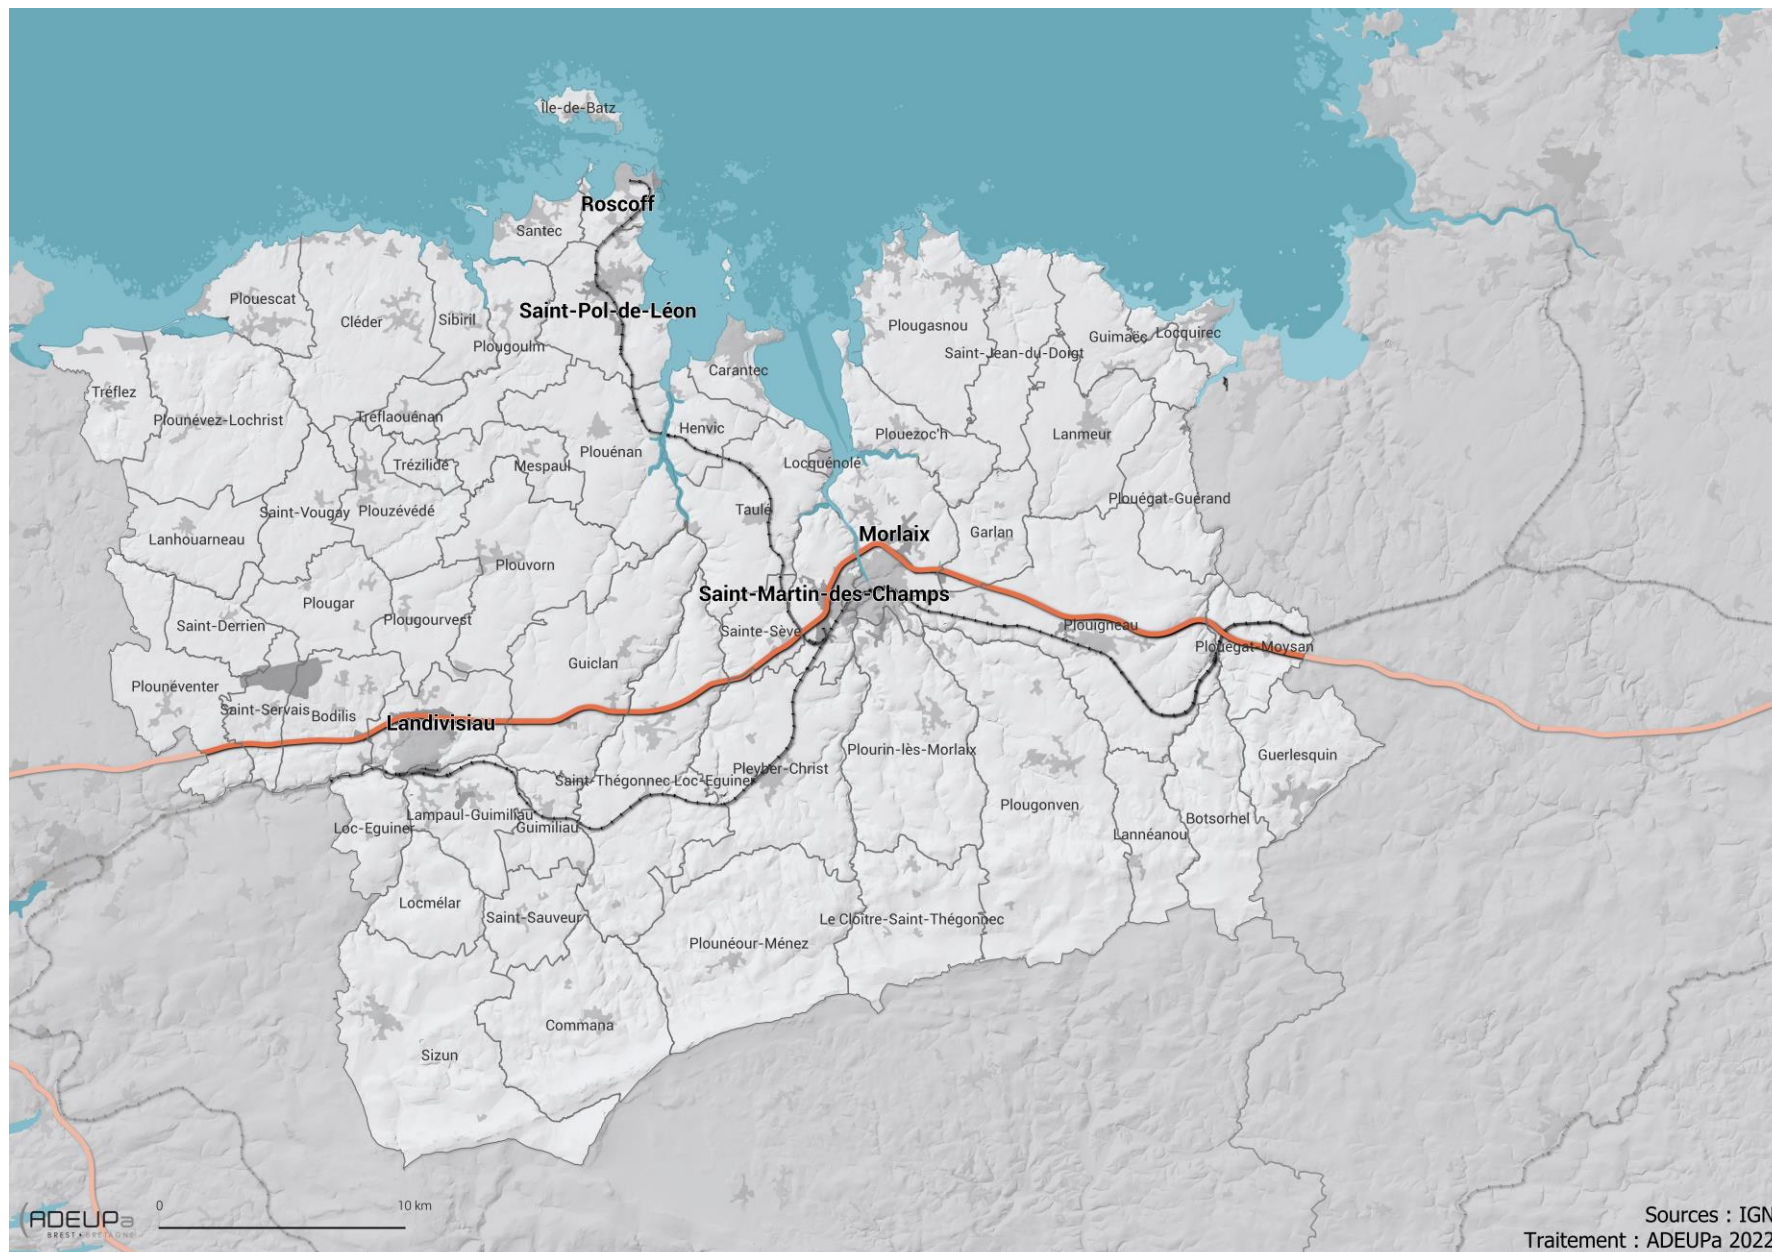 Île-de-Batz
Roscoff
Santec
Plouescat
Cléder
Sibiril
Saint-Pol-de-Léon
Plougoulm
Plougasnou
Guimaëc
Locquirec
Saint-Jean-du-Doigt
Carantec
Tréflez
Plounévez-Lochrist
Tréflaouénan
Henvic
Plouezoc'h
Lanmeur
Trézilidé
Mespaul
Plouénan
Locquénolé
Saint-Vougay
Plouzévédé
Taulé
Plouégat-Guérand
Lanhouarneau
Morlaix
Garlan
Plouvorn
Saint-Martin-des-Champs
Plougar
Saint-Derrien
Plougourvest
Sainte-Sève
Plouigneau
Plouégat-Moysan
Guiclan
Plounéventer
Saint-Servais
Bodilis
Landivisiau
Plourin-lès-Morlaix
Guerlesquin
Saint-Thégonnec Loc-Eguiner
Pleyber-Christ
Plougonven
Loc-Eguiner
Lampaul-Guimiliau
Guimiliau
Lannéanou
Botsorhel
Locmélar
Saint-Sauveur
Le Cloître-Saint-Thégonnec
Plounéour-Ménez
Commana
Sizun
0
10 km
ADEUPa
BREST • BRETAGNE
Sources : IGN
Traitement : ADEUPa 2022